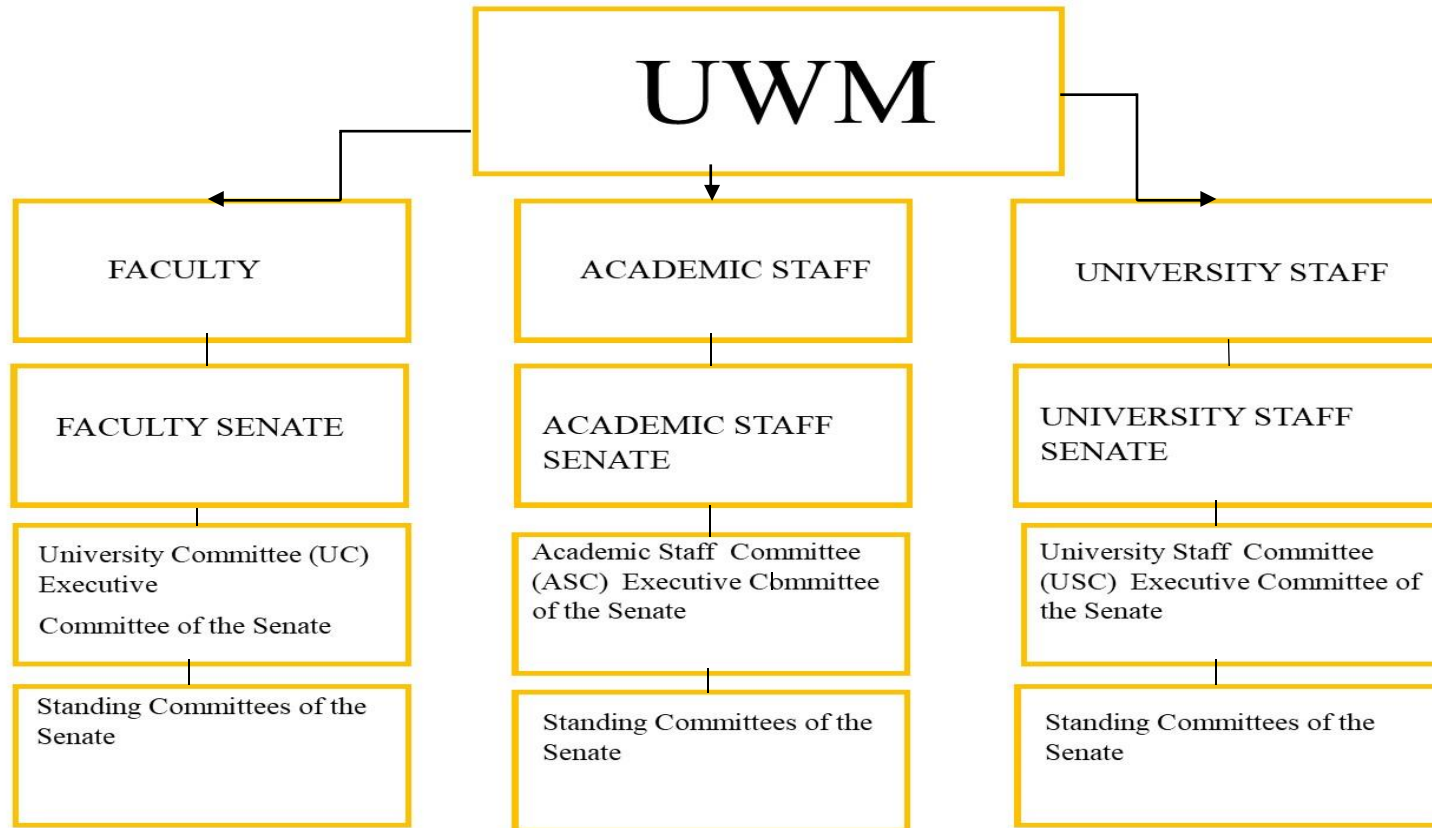 UWM
FACULTY
ACADEMIC STAFF
UNIVERSITY STAFF
FACULTY SENATE
ACADEMIC STAFF
SENATE
UNIVERSITY STAFF
SENATE
University Committee (UC)
Executive
Committee of the Senate
Academic Staff Committee
(ASC) Executive Committee
of the Senate
University Staff Committee
(USC) Executive Committee of
the Senate
Standing Committees of the
Senate
Standing Committees of the
Senate
Standing Committees of the
Senate